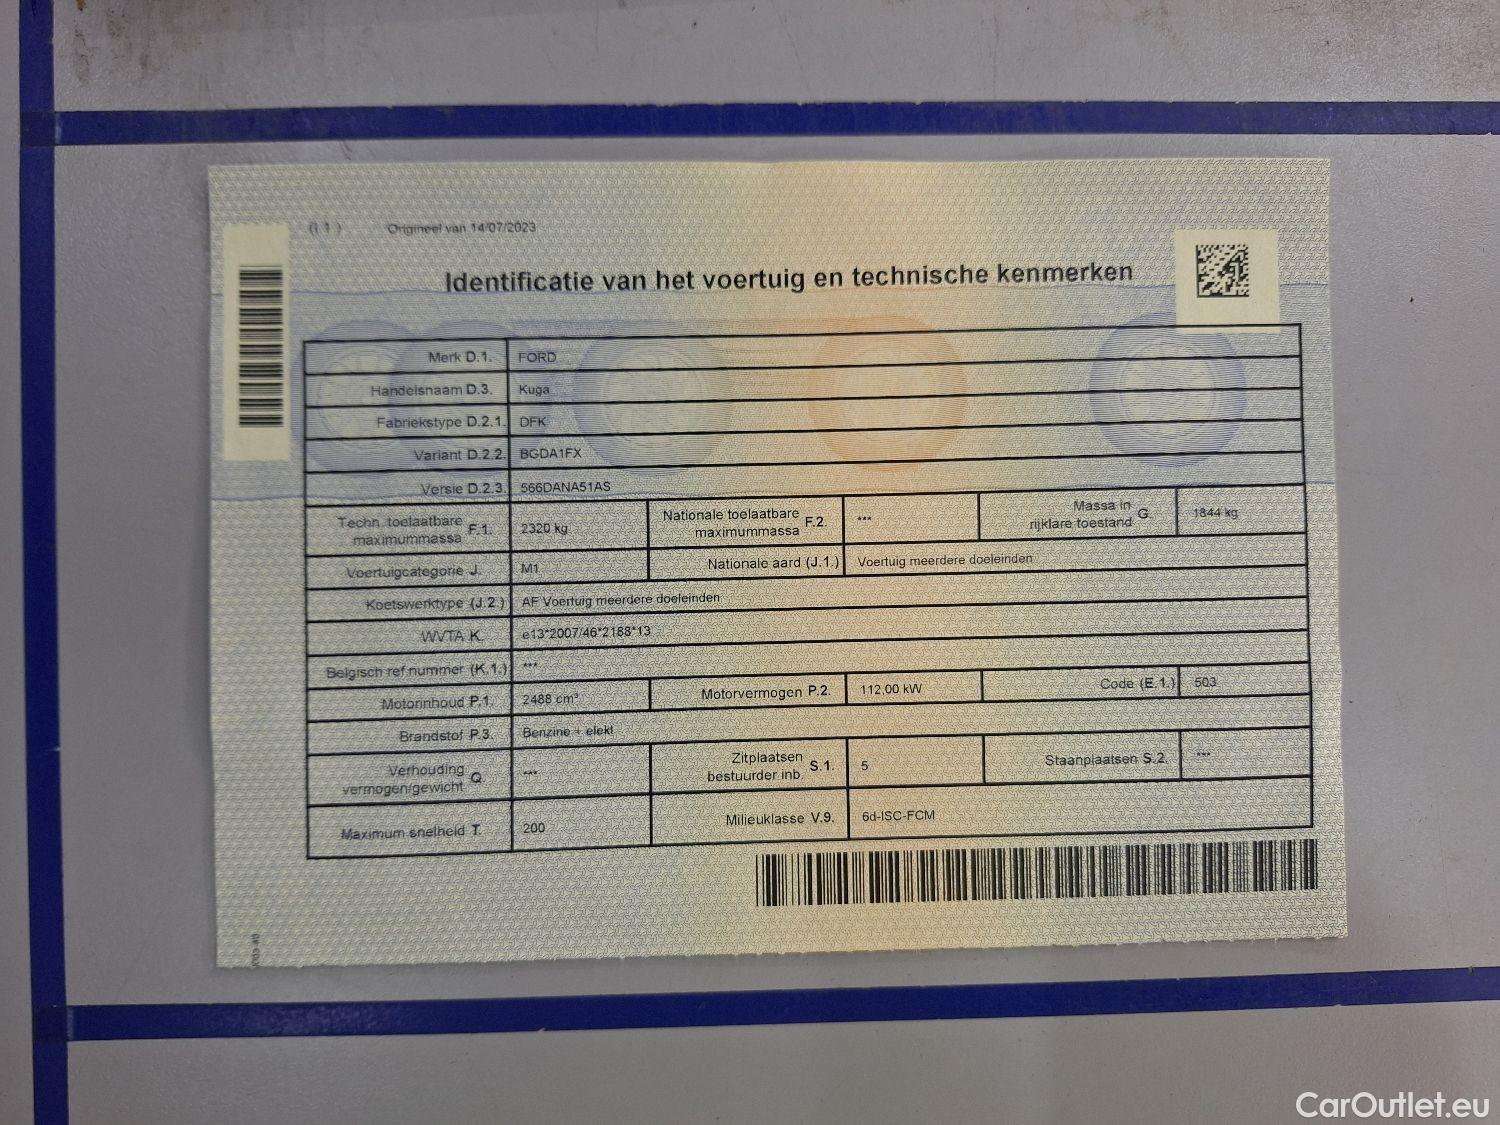 (I.1) Origineel van 14/07/2023
Identificatie van het voertuig en technische kenmerken
Merk D.1. FORD
Handelsnaam D.3. Kuga
Fabriekstype D.2.1. DFK
Variant D.2.2. BGDA1FX
Versie D.2.3. 566DANA51AS
Techn. toelaatbare maximummassa F.1. 2320 kg Nationale toelaatbare maximummassa F.2. *** Massa in rijklare toestand G. 1844 kg
Voertuigcategorie J. M1 Nationale aard (J.1.) Voertuig meerdere doeleinden
Koetswerktype (J.2.) AF Voertuig meerdere doeleinden
WVTA K. e13*2007/46*2188*13
Belgisch ref.nummer (K.1.) ***
Motorinhoud P.1. 2488 cm³ Motorvermogen P.2. 112,00 kW Code (E.1.) 503
Brandstof P.3. Benzine + elekt
Verhouding vermogen/gewicht Q. *** Zitplaatsen bestuurder inb. S.1. 5 Staanplaatsen S.2. ***
Maximum snelheid T. 200 Milieuklasse V.9. 6d-ISC-FCM
CarOutlet.eu